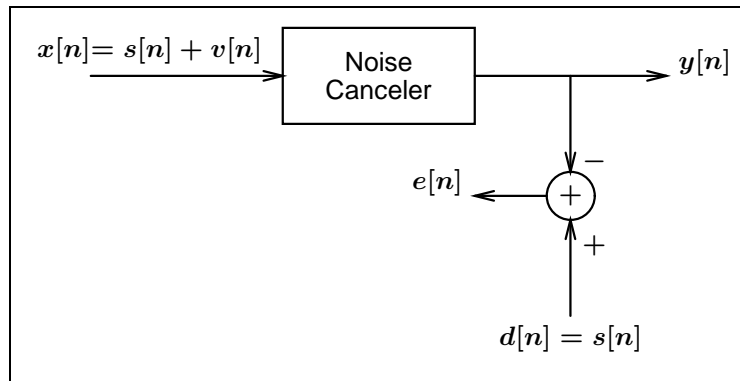 x[n]= s[n] + v[n]
Noise
Canceler
y[n]
−
e[n]
+
+
d[n] = s[n]